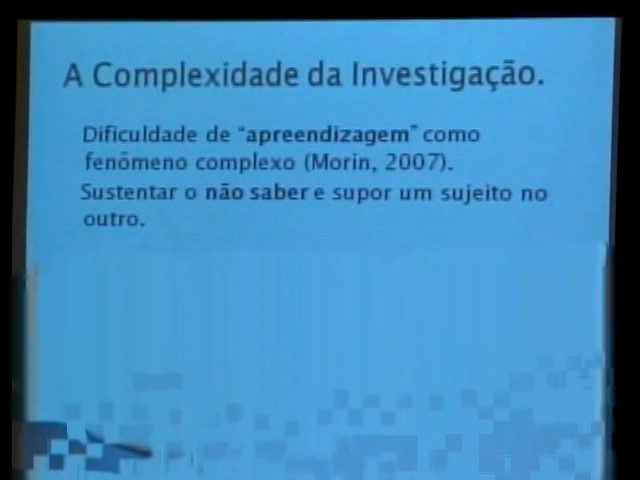 A Complexidade da Investigação.
Dificuldade de “apreendizagem” como
fenômeno complexo (Morin, 2007).
Sustentar o não saber e supor um sujeito no
outro.